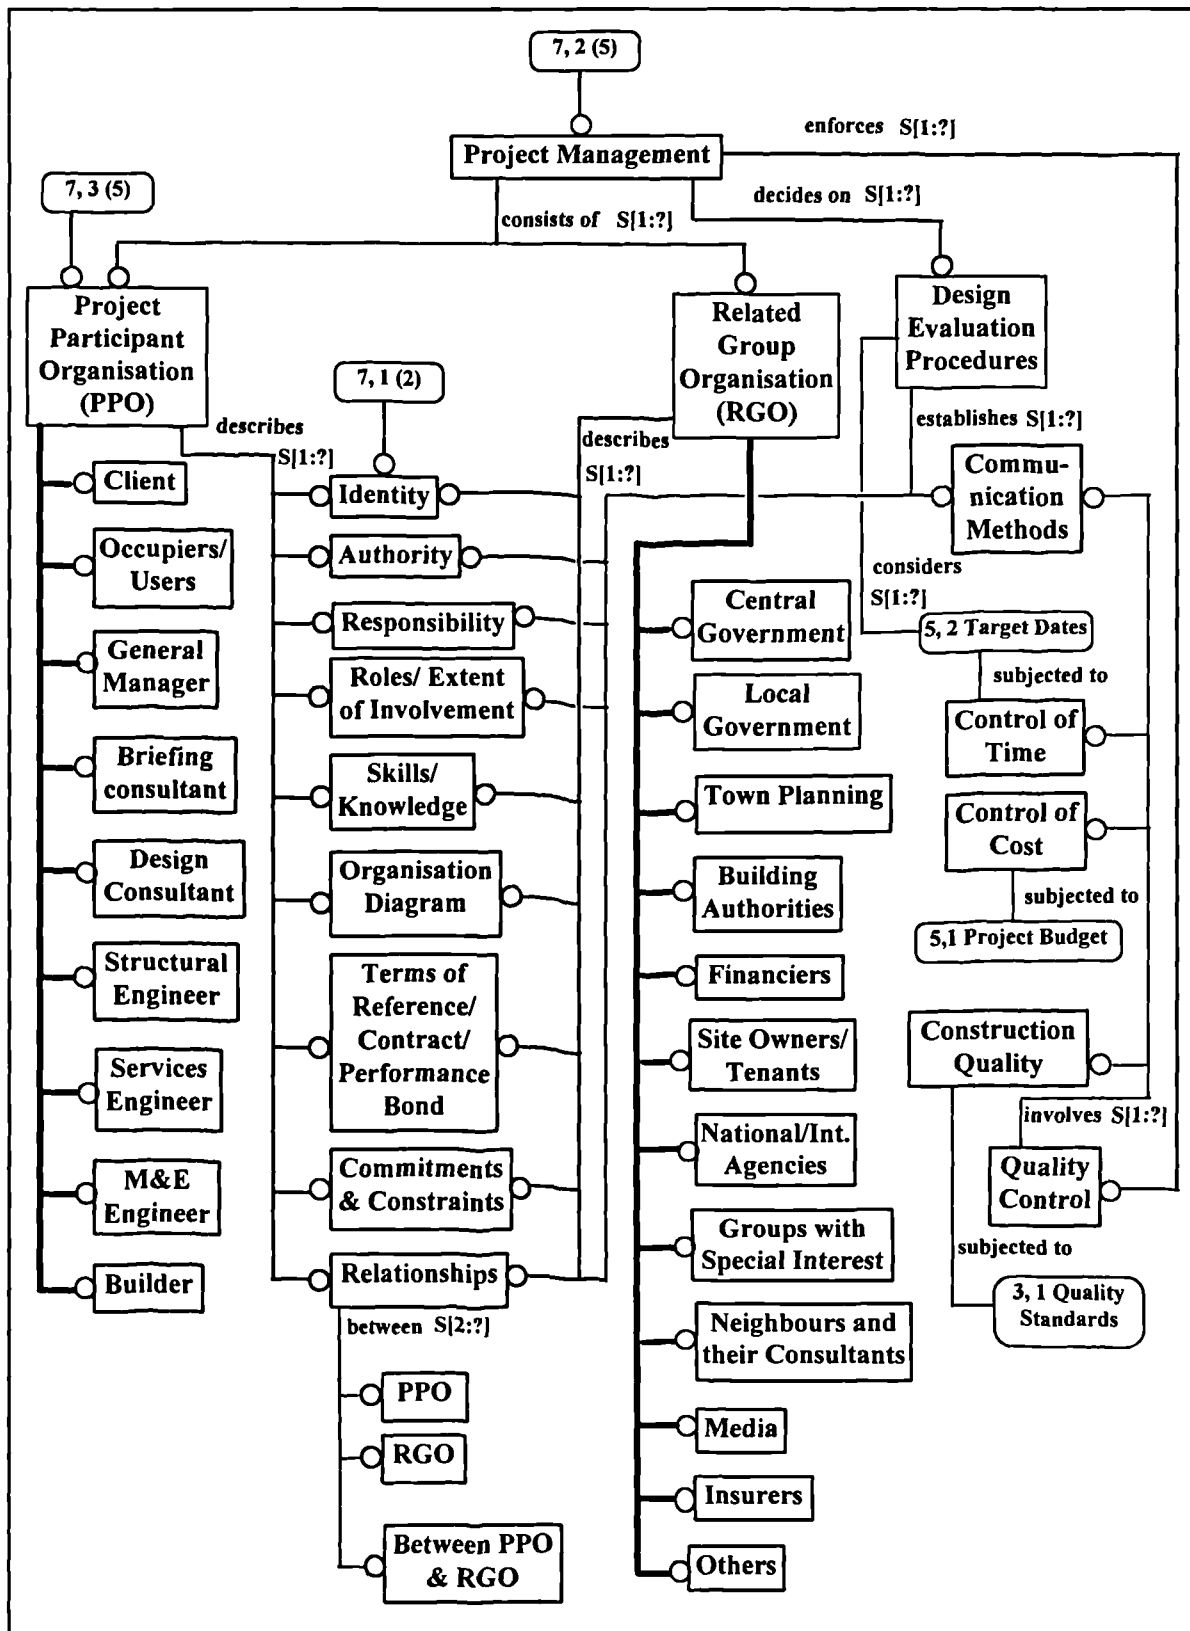 7, 2 (5)
enforces S[1:?]
Project Management
7, 3 (5)
decides on S[1:?]
consists of S[1:?]
Project
Participant
Organisation
(PPO)
Related
Group
Organisation
(RGO)
Design
Evaluation
Procedures
7, 1 (2)
describes
S[1:?]
describes
S[1:?]
establishes S[1:?]
Client
Occupiers/
Users
General
Manager
Briefing
consultant
Design
Consultant
Structural
Engineer
Services
Engineer
M&E
Engineer
Builder
Identity
Authority
Responsibility
Roles/ Extent
of Involvement
Skills/
Knowledge
Organisation
Diagram
Terms of
Reference/
Contract/
Performance
Bond
Commitments
& Constraints
Relationships
between S[2:?]
PPO
RGO
Between PPO
& RGO
Central
Government
Local
Government
Town Planning
Building
Authorities
Financiers
Site Owners/
Tenants
National/Int.
Agencies
Groups with
Special Interest
Neighbours and
their Consultants
Media
Insurers
Others
Commu-
nication
Methods
considers
S[1:?]
5, 2 Target Dates
subjected to
Control of
Time
Control of
Cost
subjected to
5,1 Project Budget
Construction
Quality
involves S[1:?]
Quality
Control
subjected to
3, 1 Quality
Standards